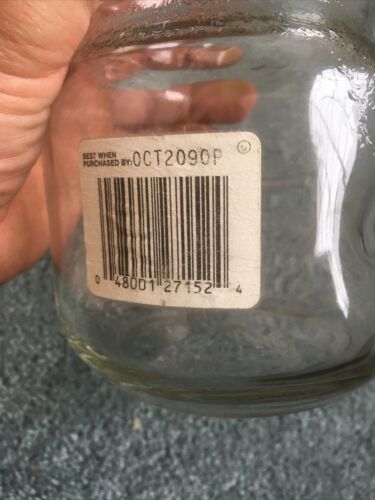 BEST WHEN
PURCHASED BY: OCT2090P
0 48001 27152 4